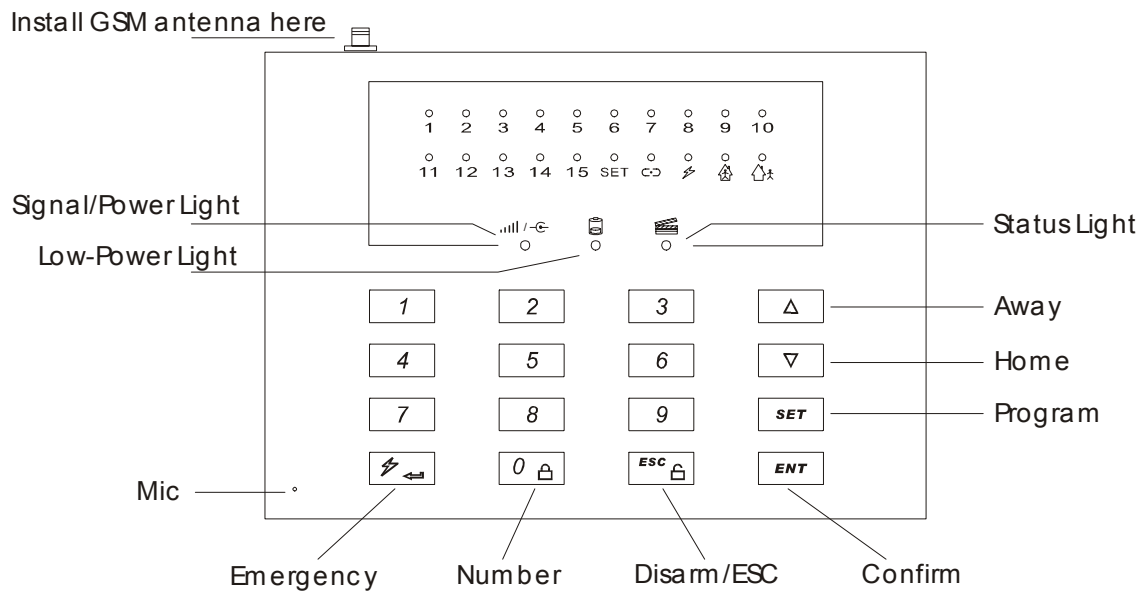 Install GSM antenna here
1 2 3 4 5 6 7 8 9 10
11 12 13 14 15 SET
Signal/Power Light
/
Status Light
Low-Power Light
1 2 3
Away
4 5 6
Home
7 8 9 SET
Program
0 ESC ENT
Mic
Emergency Number Disarm/ESC Confirm